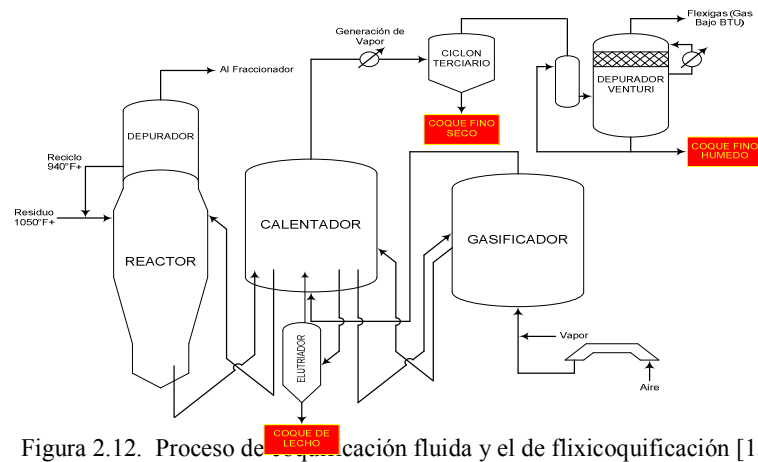 Generación de
Vapor
CICLON
TERCIARIO
Flexigas (Gas
Bajo BTU)
Al Fraccionador
DEPURADOR
VENTURI
COQUE FINO
SECO
COQUE FINO
HUMEDO
DEPURADOR
Reciclo
940°F+
Residuo
1050°F+
REACTOR
CALENTADOR
GASIFICADOR
ELUTRIADOR
Vapor
Aire
COQUE DE
LECHO
Figura 2.12. Proceso de coquificación fluida y el de flixicoquificación [1